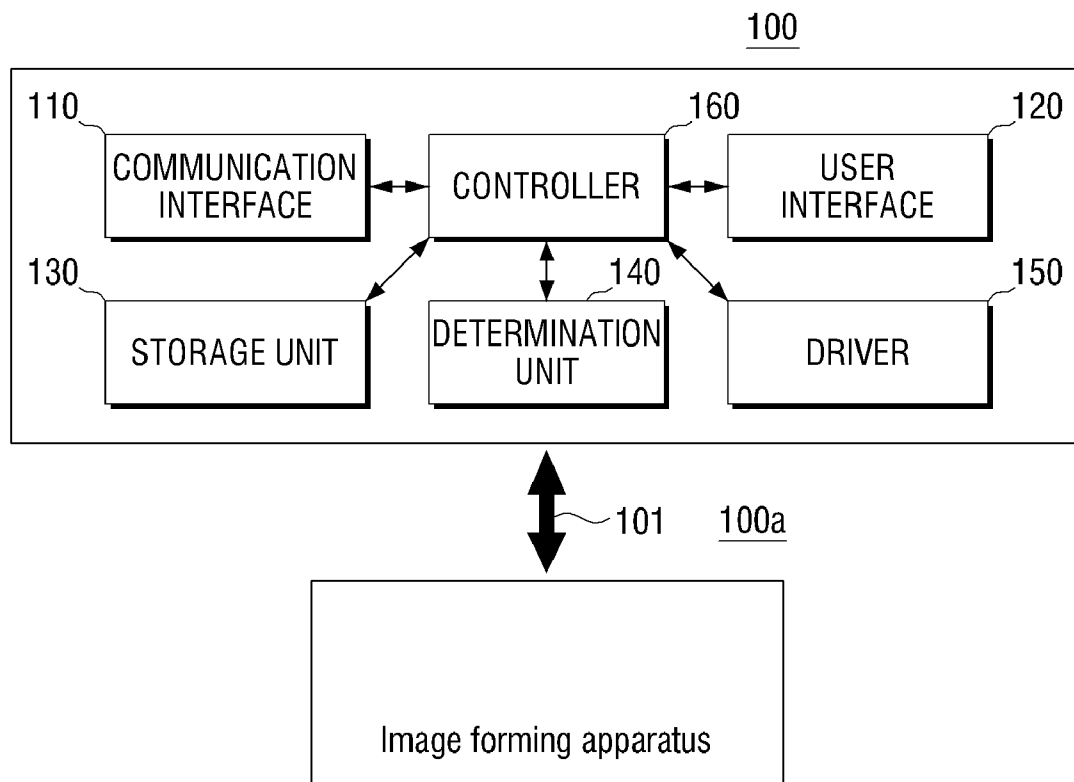 100
110
160
120
COMMUNICATION
INTERFACE
CONTROLLER
USER
INTERFACE
130
140
150
STORAGE UNIT
DETERMINATION
UNIT
DRIVER
101
100a
Image forming apparatus